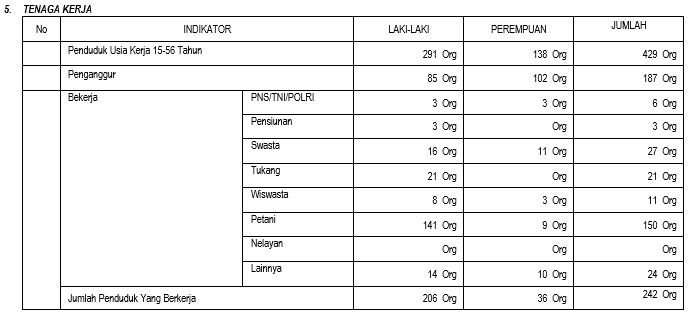 5. TENAGA KERJA
No INDIKATOR LAKI-LAKI PEREMPUAN JUMLAH
Penduduk Usia Kerja 15-56 Tahun 291 Org 138 Org 429 Org
Penganggur 85 Org 102 Org 187 Org
Bekerja PNS/TNI/POLRI 3 Org 3 Org 6 Org
Pensiunan 3 Org Org 3 Org
Swasta 16 Org 11 Org 27 Org
Tukang 21 Org Org 21 Org
Wiswasta 8 Org 3 Org 11 Org
Petani 141 Org 9 Org 150 Org
Nelayan Org Org Org
Lainnya 14 Org 10 Org 24 Org
Jumlah Penduduk Yang Berkerja 206 Org 36 Org 242 Org